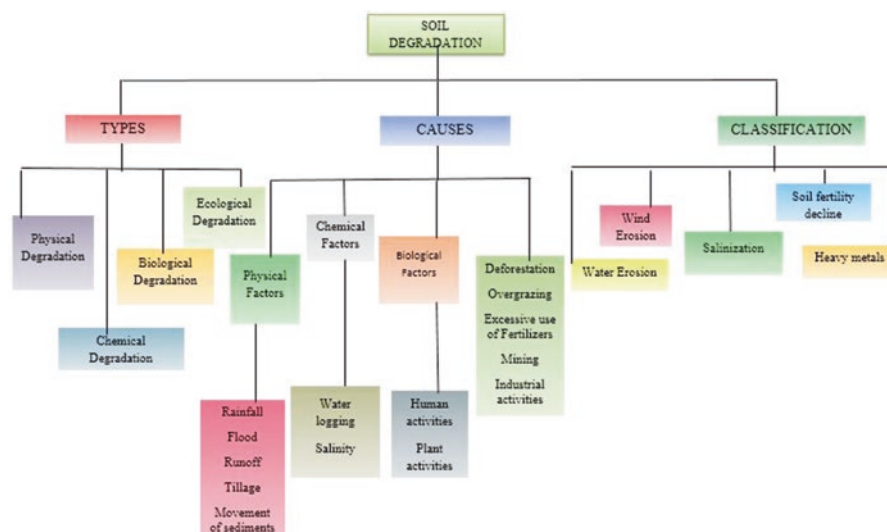 SOIL
DEGRADATION
TYPES
CAUSES
CLASSIFICATION
Physical
Degradation
Chemical
Degradation
Biological
Degradation
Ecological
Degradation
Physical
Factors
Rainfall
Flood
Runoff
Tillage
Movement
of sediments
Chemical
Factors
Water
logging
Salinity
Biological
Factors
Human
activities
Plant
activities
Deforestation
Overgrazing
Excessive use
of Fertilizers
Mining
Industrial
activities
Water Erosion
Wind
Erosion
Salinization
Soil fertility
decline
Heavy metals